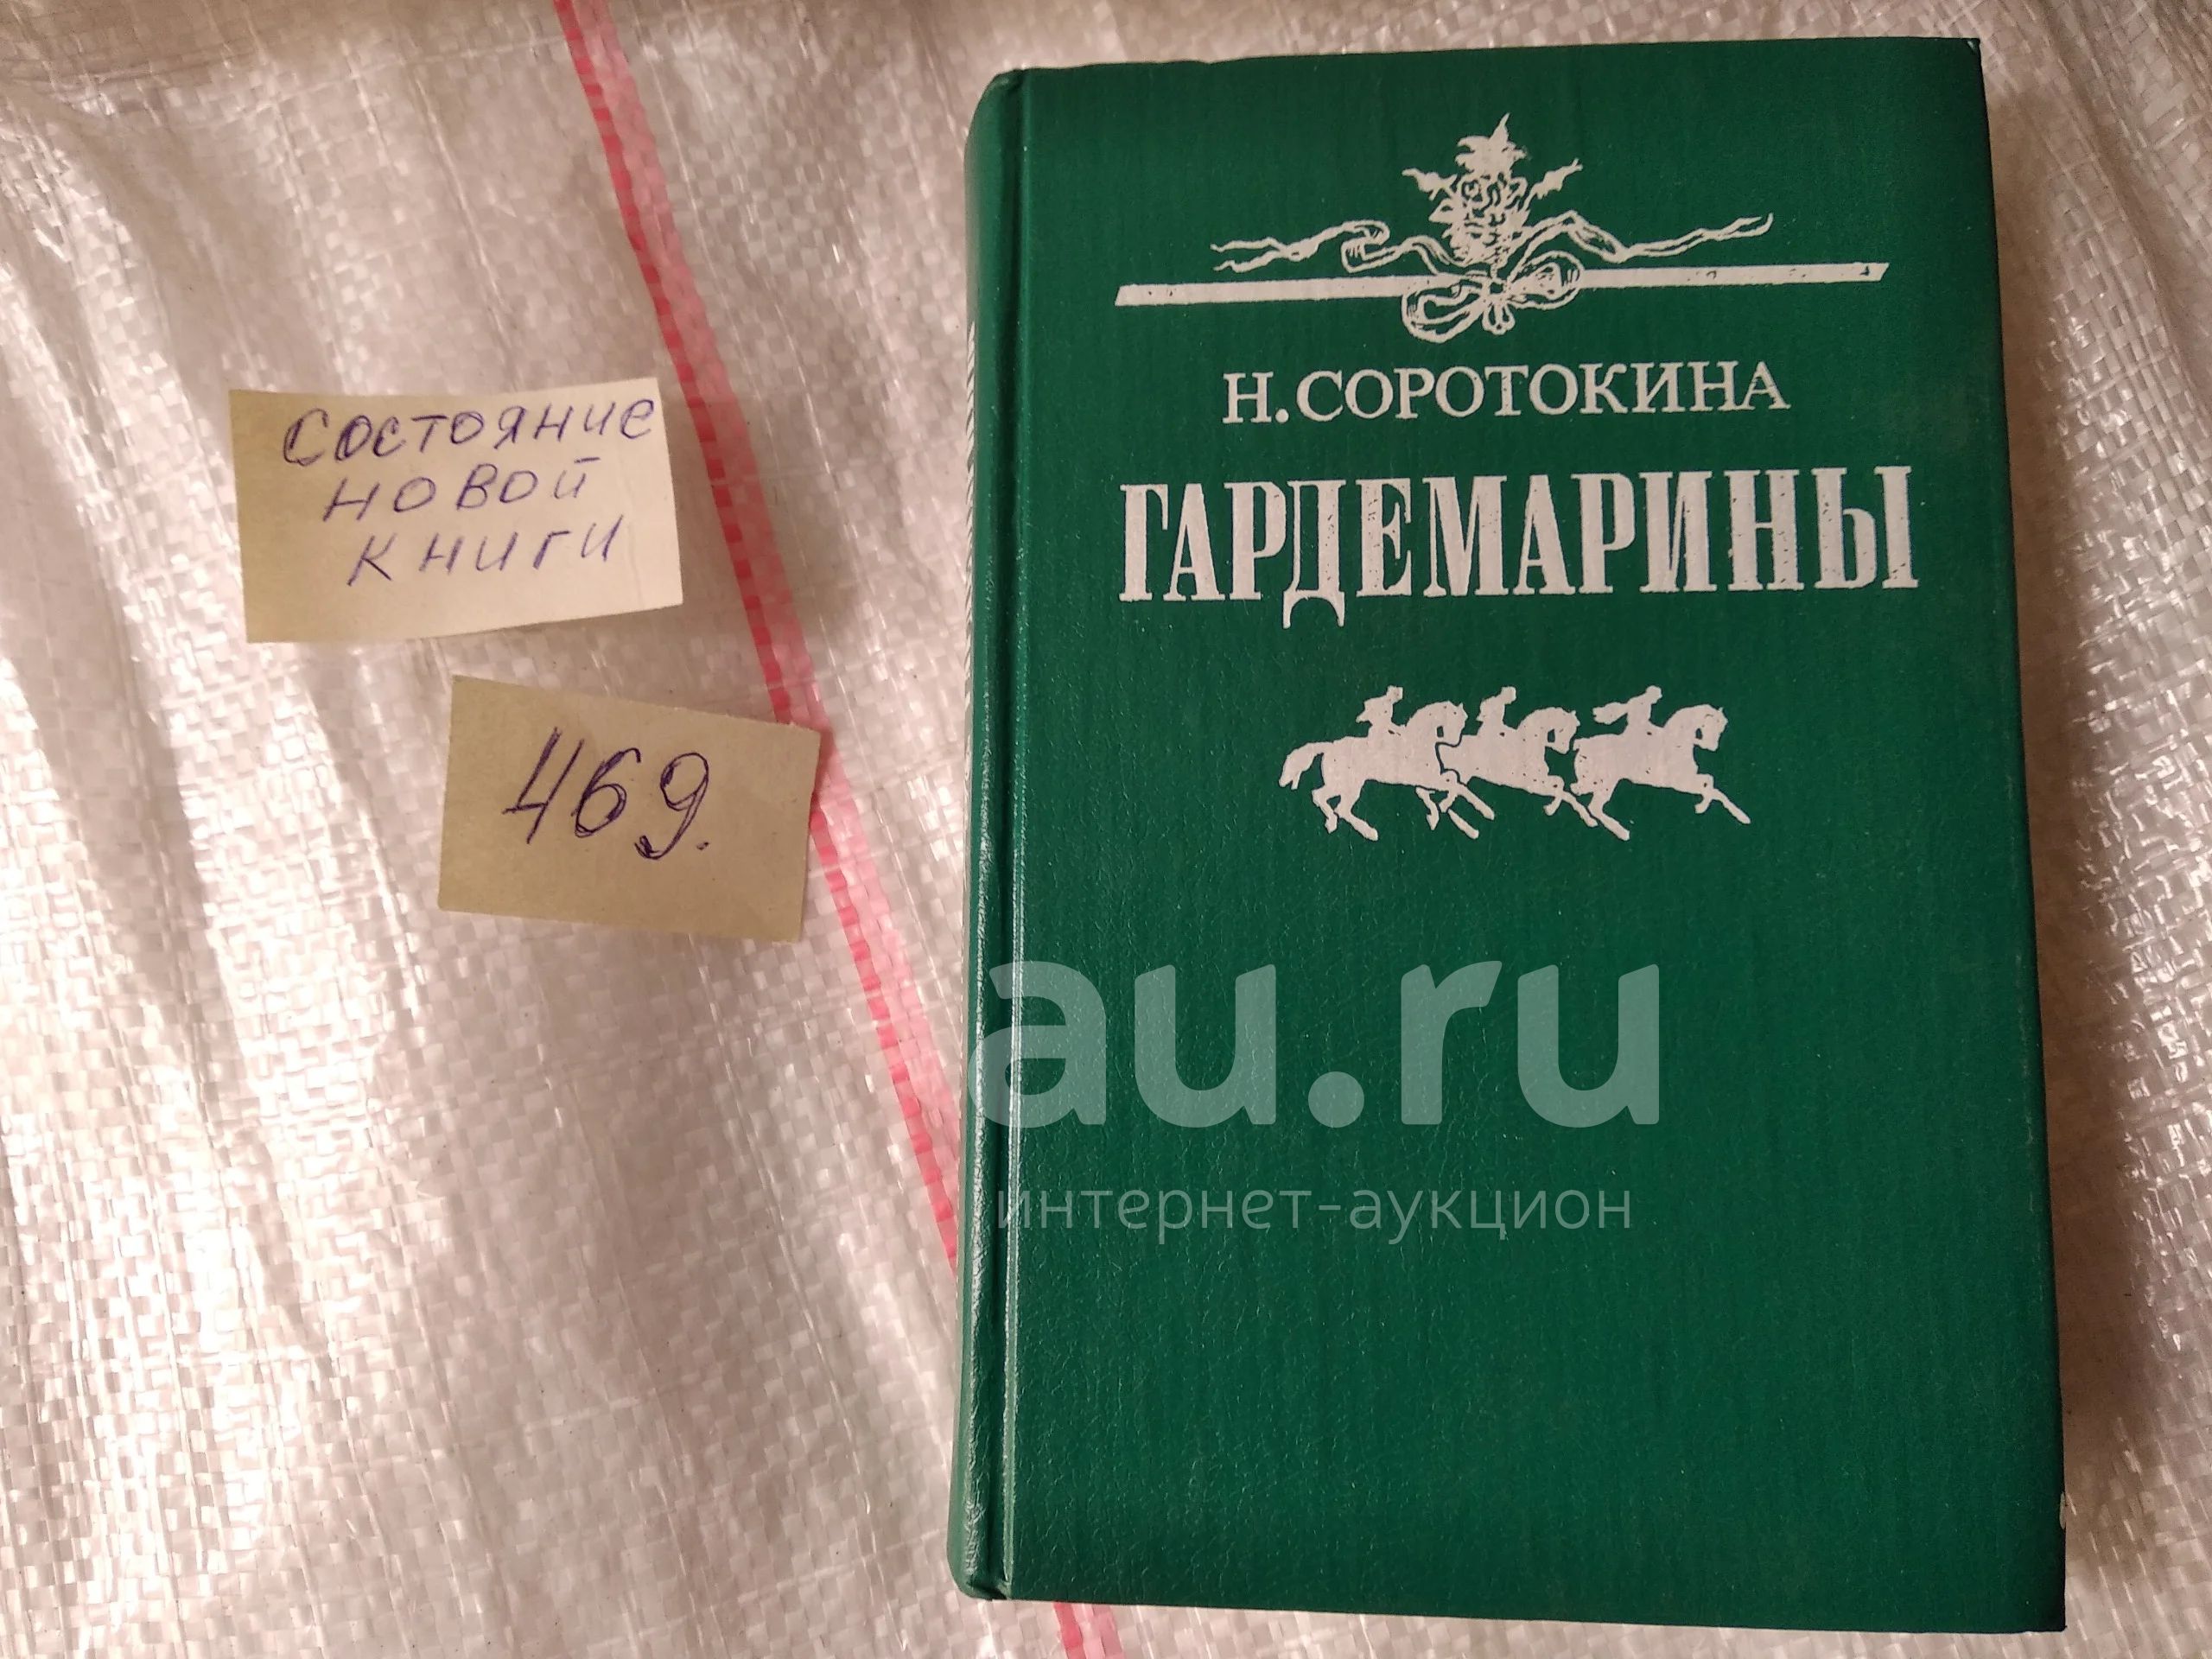 состояние
новой
книги
469.
Н. СОРОТОКИНА
ГАРДЕМАРИНЫ
au.ru
интернет-аукцион